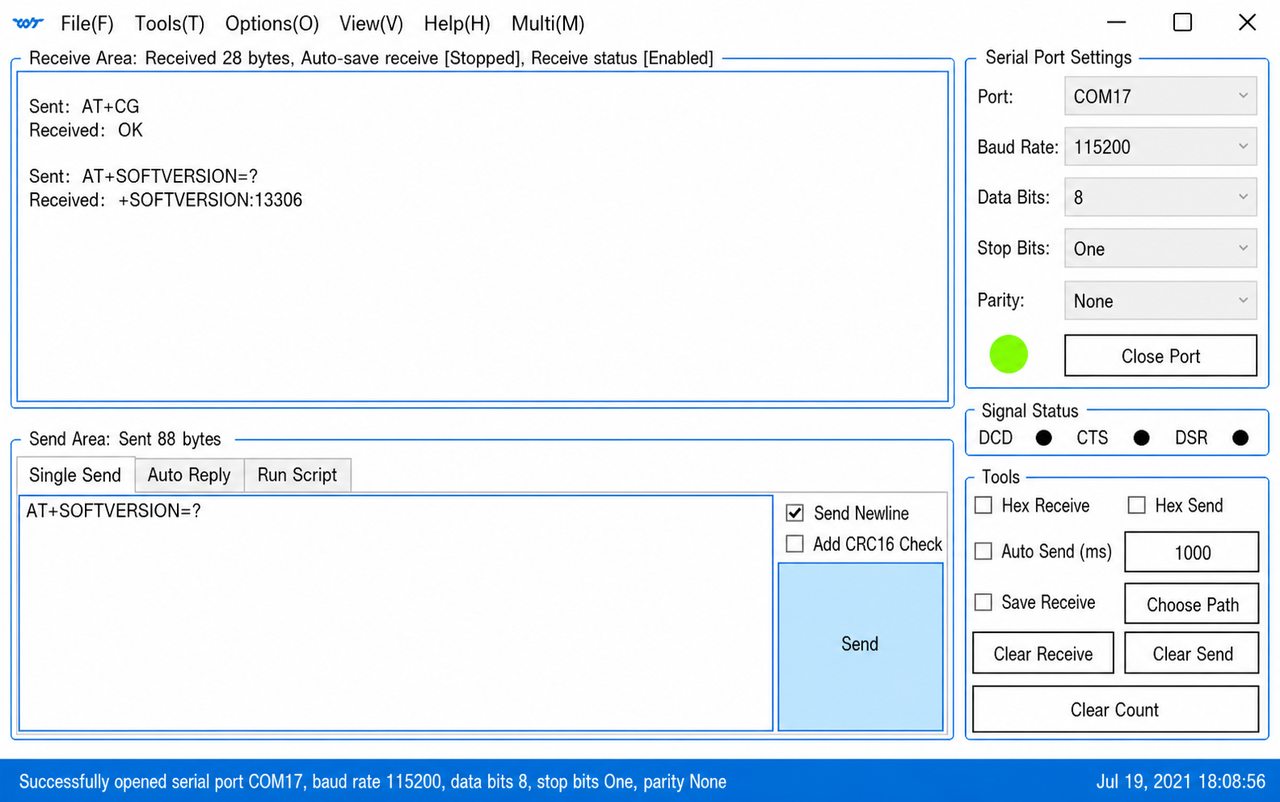 File(F) Tools(T) Options(O) View(V) Help(H) Multi(M)
Receive Area: Received 28 bytes, Auto-save receive [Stopped], Receive status [Enabled]
Sent: AT+CG
Received: OK
Sent: AT+SOFTVERSION=?
Received: +SOFTVERSION:13306
Serial Port Settings
Port: COM17
Baud Rate: 115200
Data Bits: 8
Stop Bits: One
Parity: None
Close Port
Signal Status
DCD CTS DSR
Send Area: Sent 88 bytes
Single Send Auto Reply Run Script
AT+SOFTVERSION=?
Send Newline
Add CRC16 Check
Send
Tools
Hex Receive Hex Send
Auto Send (ms) 1000
Save Receive Choose Path
Clear Receive Clear Send
Clear Count
Successfully opened serial port COM17, baud rate 115200, data bits 8, stop bits One, parity None Jul 19, 2021 18:08:56